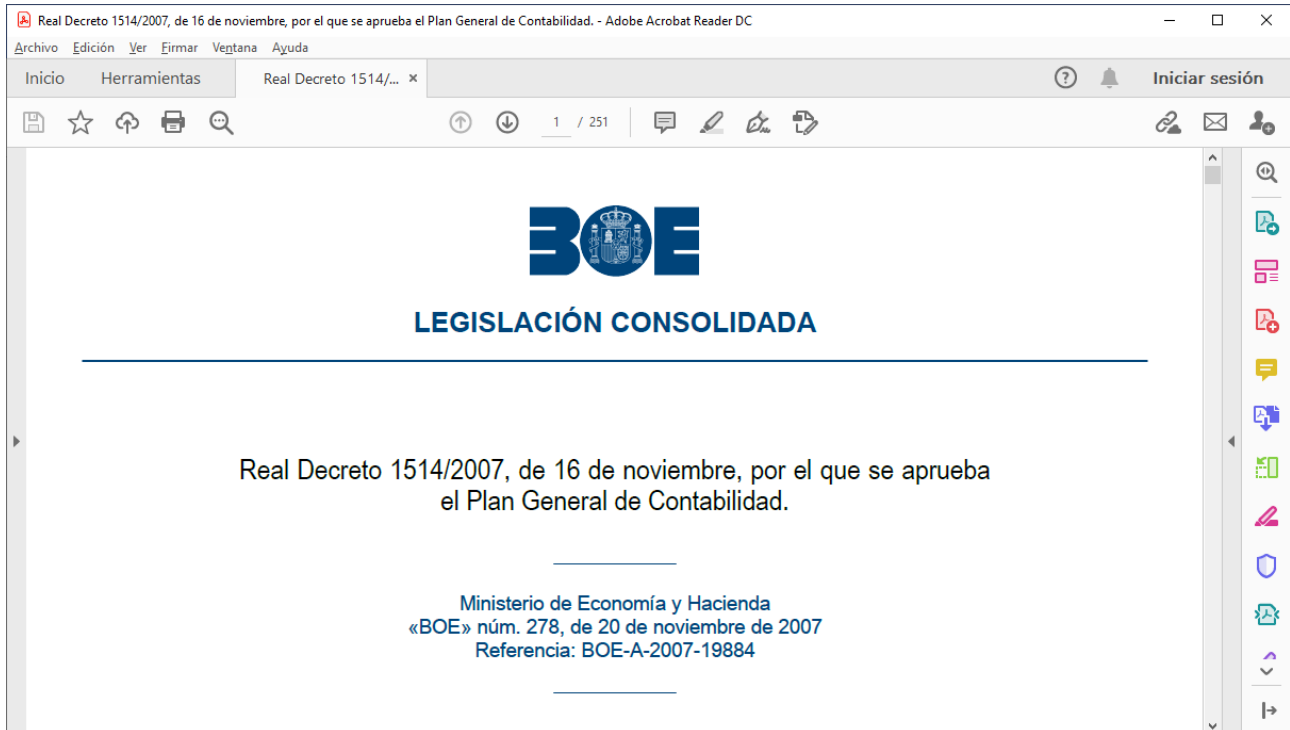 Real Decreto 1514/2007, de 16 de noviembre, por el que se aprueba el Plan General de Contabilidad. - Adobe Acrobat Reader DC
Archivo Edición Ver Firmar Ventana Ayuda
Inicio Herramientas Real Decreto 1514/... × Iniciar sesión
1 / 251
BOE
LEGISLACIÓN CONSOLIDADA
Real Decreto 1514/2007, de 16 de noviembre, por el que se aprueba
el Plan General de Contabilidad.
Ministerio de Economía y Hacienda
«BOE» núm. 278, de 20 de noviembre de 2007
Referencia: BOE-A-2007-19884